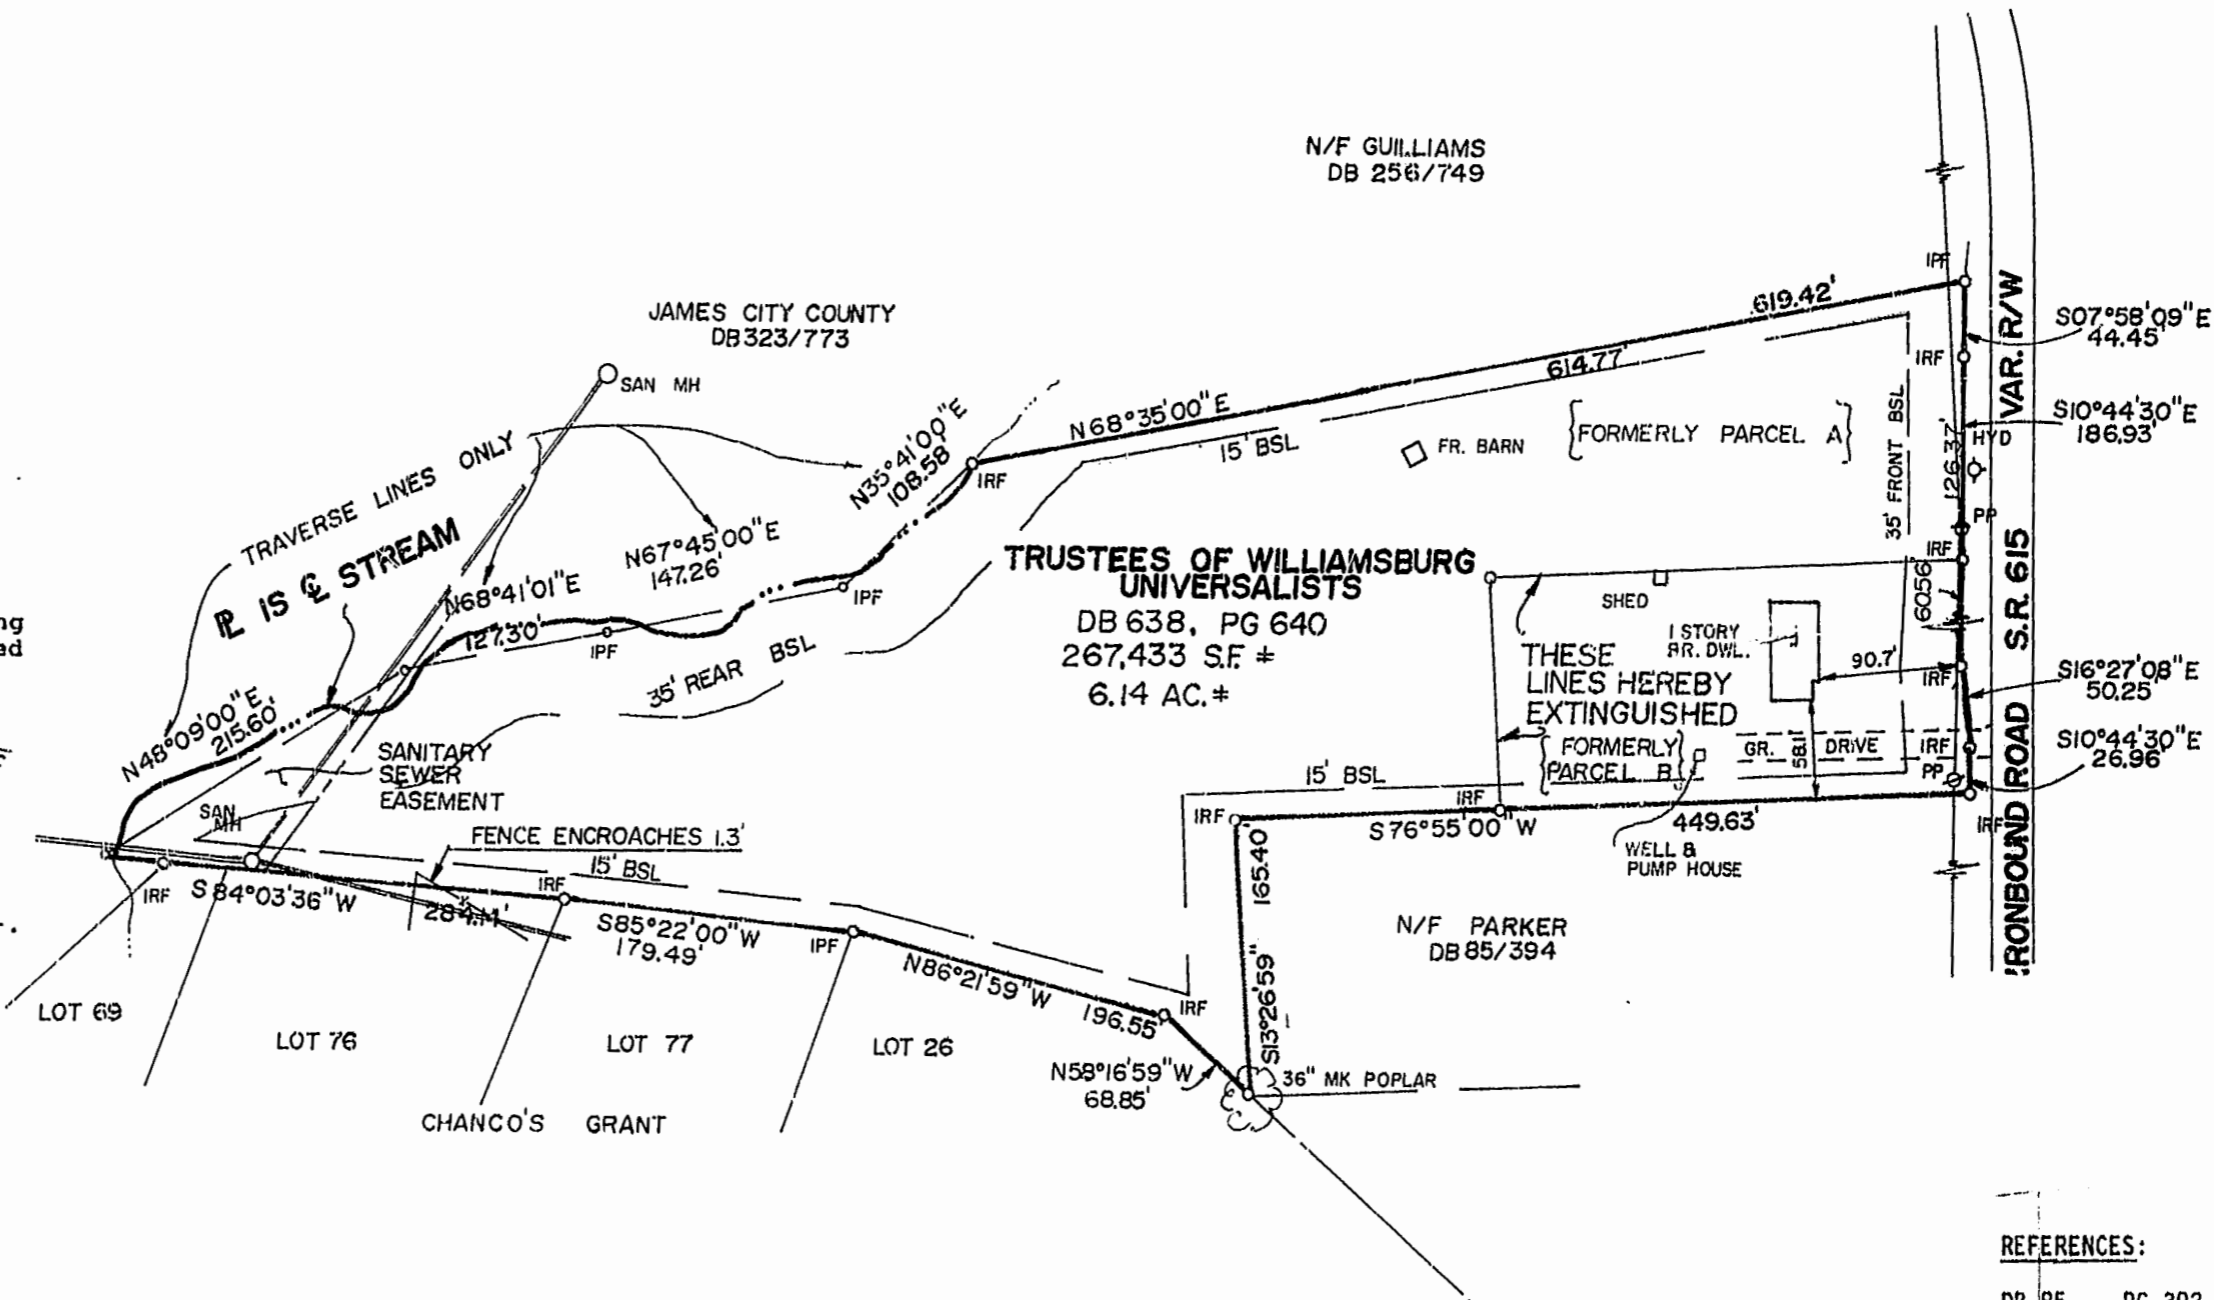 N/F GUILLIAMS
DB 256/749
JAMES CITY COUNTY
DB 323/773
SAN MH
TRAVERSE LINES ONLY
PL IS CL STREAM
N48°09'00"E
215.60'
N68°41'01"E
127.30'
N67°45'00"E
147.26'
N35°41'00"E
108.58'
IPF
IPF
IRF
N68°35'00"E
619.42'
614.77'
15' BSL
FR. BARN
{FORMERLY PARCEL A}
35' FRONT BSL
IPF
IRF
HYD
126.37'
PP
IRF
60.56'
VAR. R/W
S.R. 615
IRONBOUND ROAD
S07°58'09"E
44.45'
S10°44'30"E
186.93'
S16°27'08"E
50.25'
S10°44'30"E
26.96'
TRUSTEES OF WILLIAMSBURG
UNIVERSALISTS
DB 638, PG 640
267,433 S.F. ±
6.14 AC. ±
SHED
1 STORY
BR. DWL.
90.7'
IRF
THESE
LINES HEREBY
EXTINGUISHED
{FORMERLY
PARCEL B}
GR. DRIVE
58.1'
IRF
PP
IRF
35' REAR BSL
SANITARY
SEWER
EASEMENT
SAN
MH
FENCE ENCROACHES 1.3'
15' BSL
15' BSL
IRF
IRF
S76°55'00"W
449.63'
WELL &
PUMP HOUSE
165.40'
S13°26'59"E
N/F PARKER
DB 85/394
IRF
S84°03'36"W
284.14'
IRF
S85°22'00"W
179.49'
IPF
N86°21'59"W
196.55'
IRF
N58°16'59"W
68.85'
36" MK POPLAR
LOT 69
LOT 76
LOT 77
LOT 26
CHANCO'S GRANT
REFERENCES: